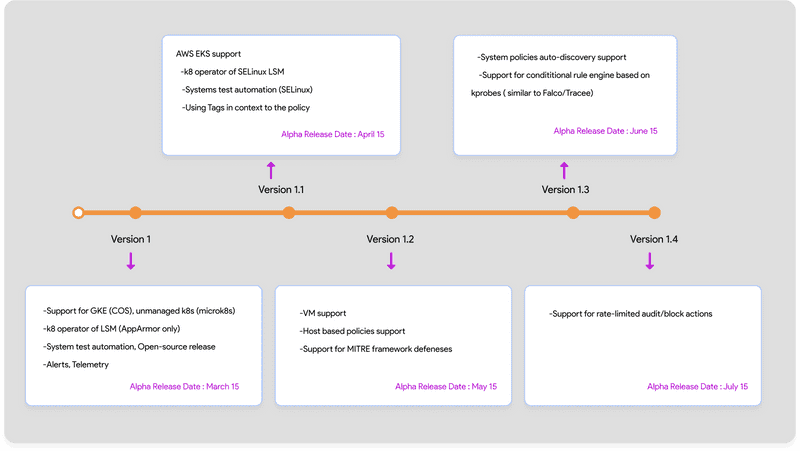 AWS EKS support
-k8 operator of SELinux LSM
-Systems test automation (SELinux)
-Using Tags in context to the policy
Alpha Release Date : April 15
-System policies auto-discovery support
-Support for condititional rule engine based on
kprobes ( similar to Falco/Tracee)
Alpha Release Date : June 15
Version 1.1
Version 1.3
Version 1
Version 1.2
Version 1.4
-Support for GKE (COS), unmanaged k8s (microk8s)
-k8 operator of LSM (AppArmor only)
-System test automation, Open-source release
-Alerts, Telemetry
Alpha Release Date : March 15
-VM support
-Host based policies support
-Support for MITRE framework defeneses
Alpha Release Date : May 15
-Support for rate-limited audit/block actions
Alpha Release Date : July 15